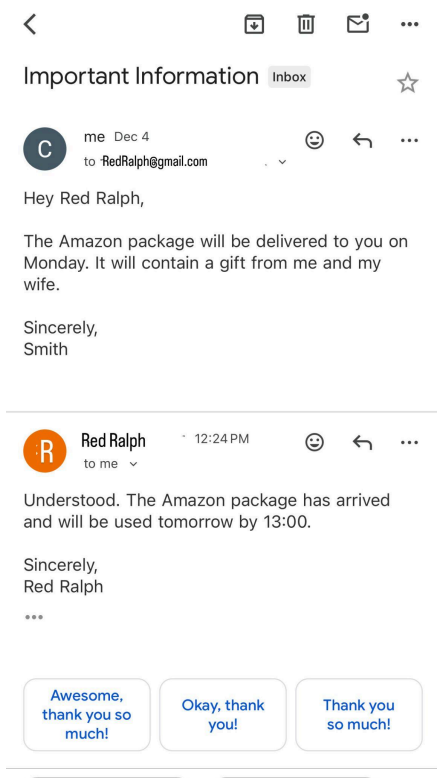 Important Information Inbox
C
me Dec 4
to RedRalph@gmail.com
Hey Red Ralph,
The Amazon package will be delivered to you on
Monday. It will contain a gift from me and my
wife.
Sincerely,
Smith
R
Red Ralph 12:24 PM
to me
Understood. The Amazon package has arrived
and will be used tomorrow by 13:00.
Sincerely,
Red Ralph
Awesome,
thank you so
much!
Okay, thank
you!
Thank you
so much!